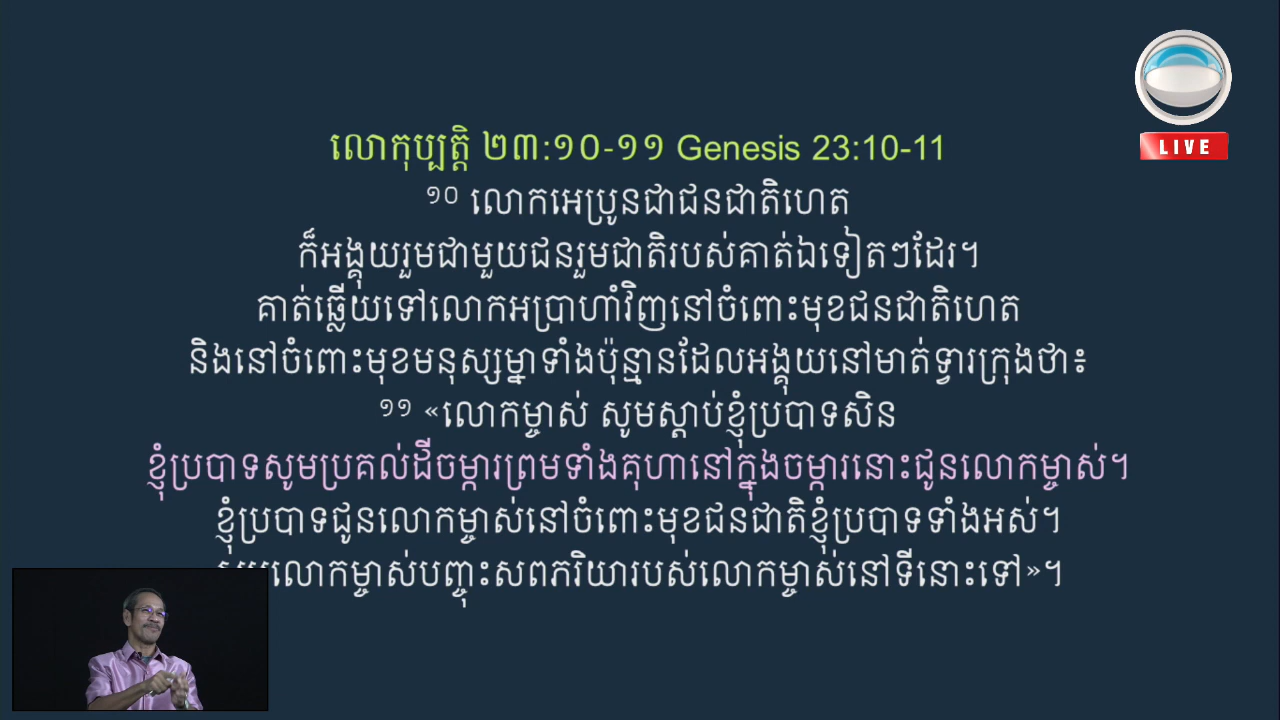 លោកុប្បត្តិ ២៣:១០-១១ Genesis 23:10-11
១០ លោកអេប្រូនជាជនជាតិហេត
ក៏អង្គុយរួមជាមួយជនរួមជាតិរបស់គាត់ឯទៀតៗដែរ។
គាត់ឆ្លើយទៅលោកអប្រាហាំវិញនៅចំពោះមុខជនជាតិហេត
និងនៅចំពោះមុខមនុស្សម្នាទាំងប៉ុន្មានដែលអង្គុយនៅមាត់ទ្វារក្រុងថា៖
១១ «លោកម្ចាស់ សូមស្ដាប់ខ្ញុំប្របាទសិន
ខ្ញុំប្របាទសូមប្រគល់ដីចម្ការព្រមទាំងគុហានៅក្នុងចម្ការនោះជូនលោកម្ចាស់។
ខ្ញុំប្របាទជូនលោកម្ចាស់នៅចំពោះមុខជនជាតិខ្ញុំប្របាទទាំងអស់។
លោកម្ចាស់បញ្ចុះសពភរិយារបស់លោកម្ចាស់នៅទីនោះទៅ»។
LIVE